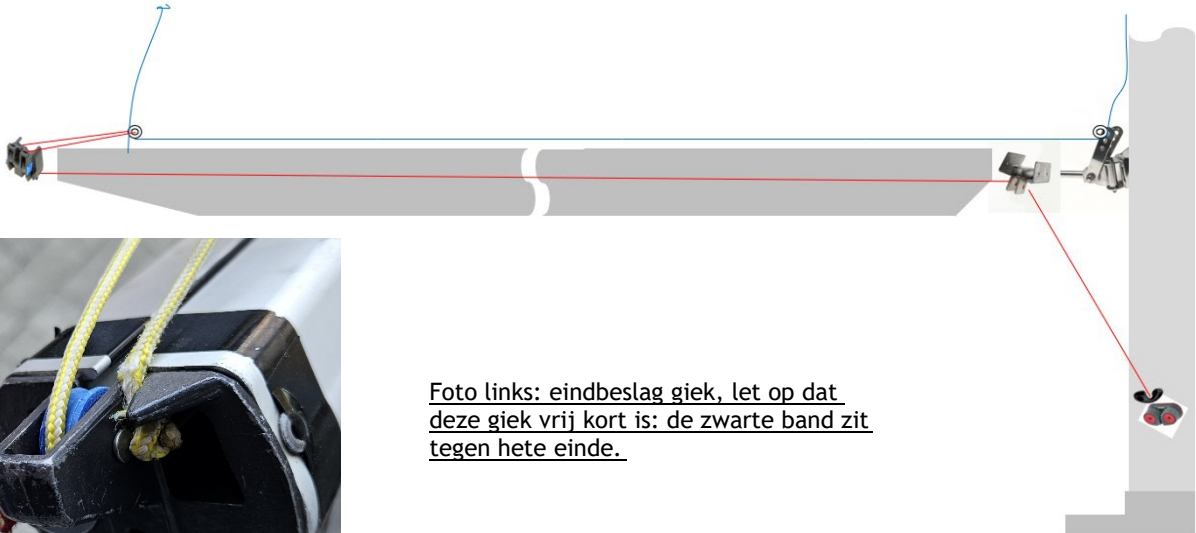 Foto links: eindbeslag giek, let op dat
deze giek vrij kort is: de zwarte band zit
tegen hete einde.